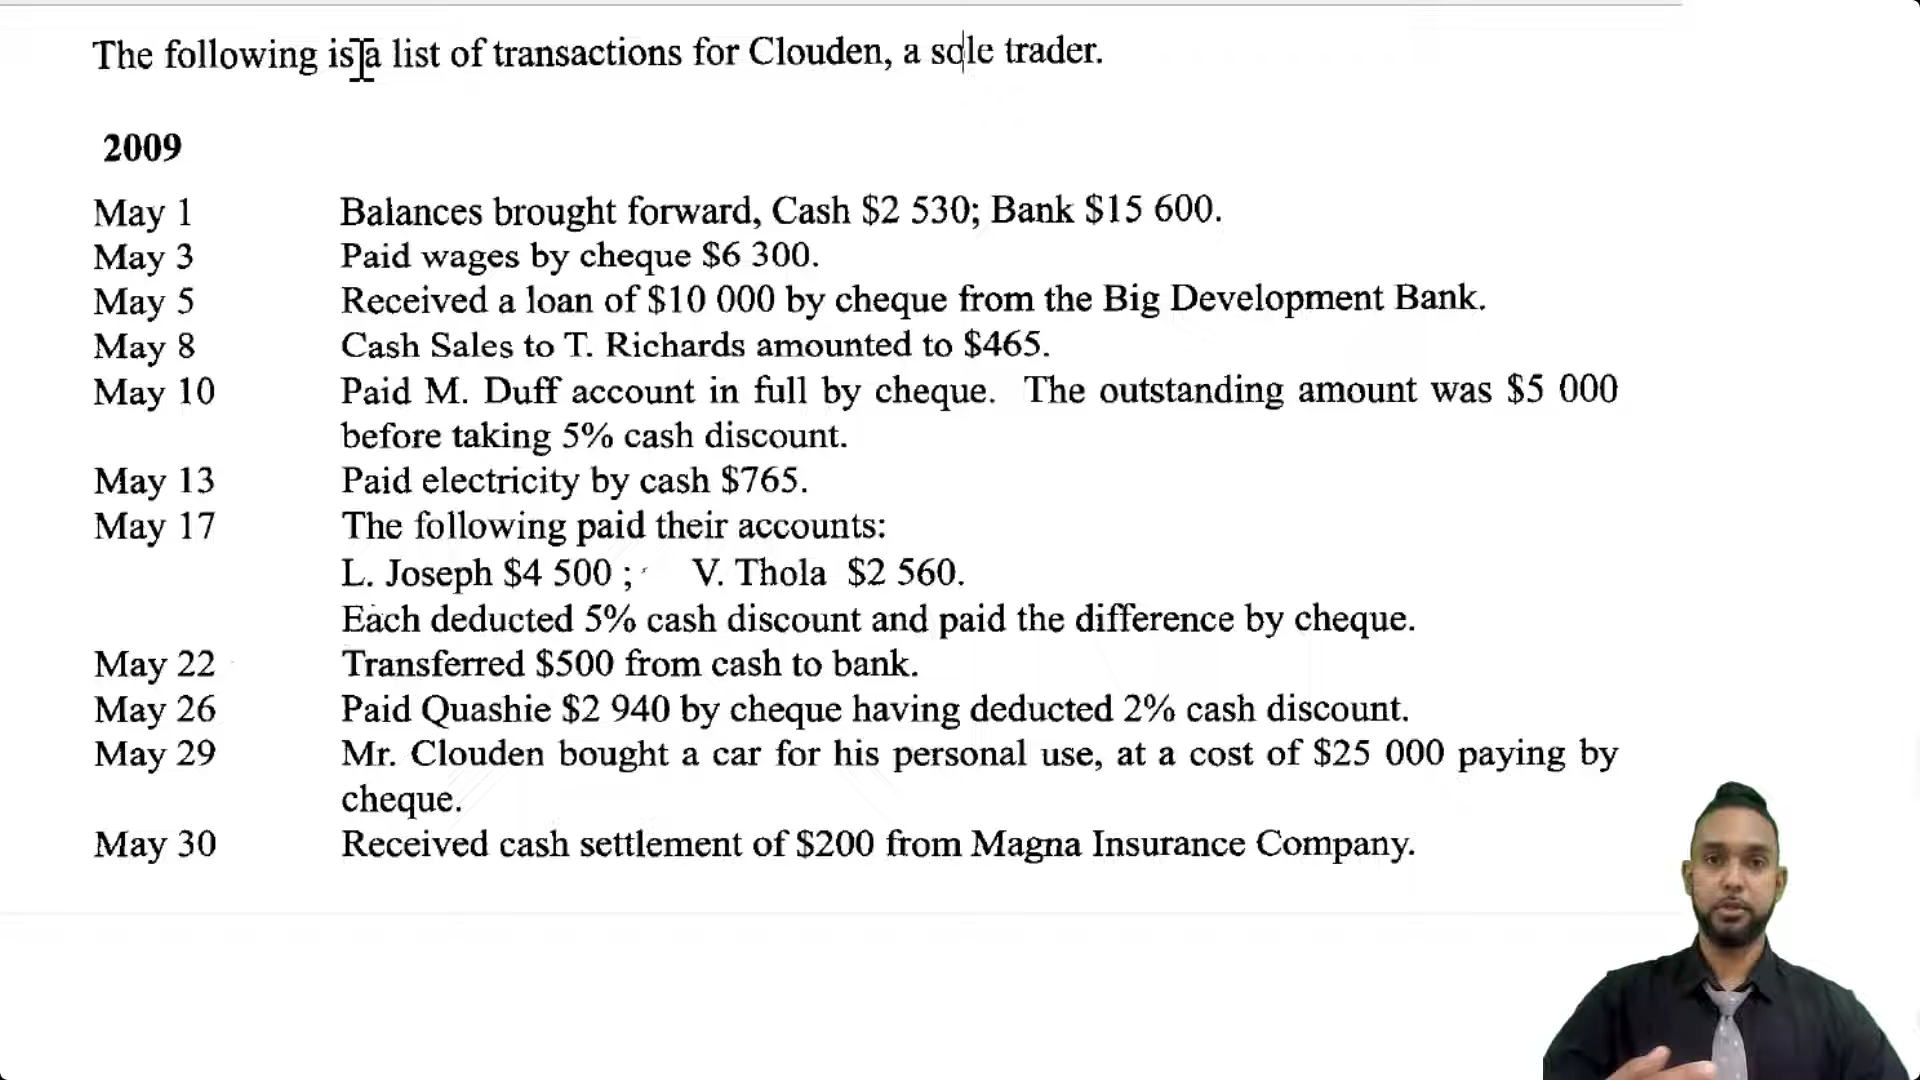 The following is a list of transactions for Clouden, a sole trader.
2009
May 1 Balances brought forward, Cash $2 530; Bank $15 600.
May 3 Paid wages by cheque $6 300.
May 5 Received a loan of $10 000 by cheque from the Big Development Bank.
May 8 Cash Sales to T. Richards amounted to $465.
May 10 Paid M. Duff account in full by cheque. The outstanding amount was $5 000
before taking 5% cash discount.
May 13 Paid electricity by cash $765.
May 17 The following paid their accounts:
L. Joseph $4 500 ; V. Thola $2 560.
Each deducted 5% cash discount and paid the difference by cheque.
May 22 Transferred $500 from cash to bank.
May 26 Paid Quashie $2 940 by cheque having deducted 2% cash discount.
May 29 Mr. Clouden bought a car for his personal use, at a cost of $25 000 paying by
cheque.
May 30 Received cash settlement of $200 from Magna Insurance Company.